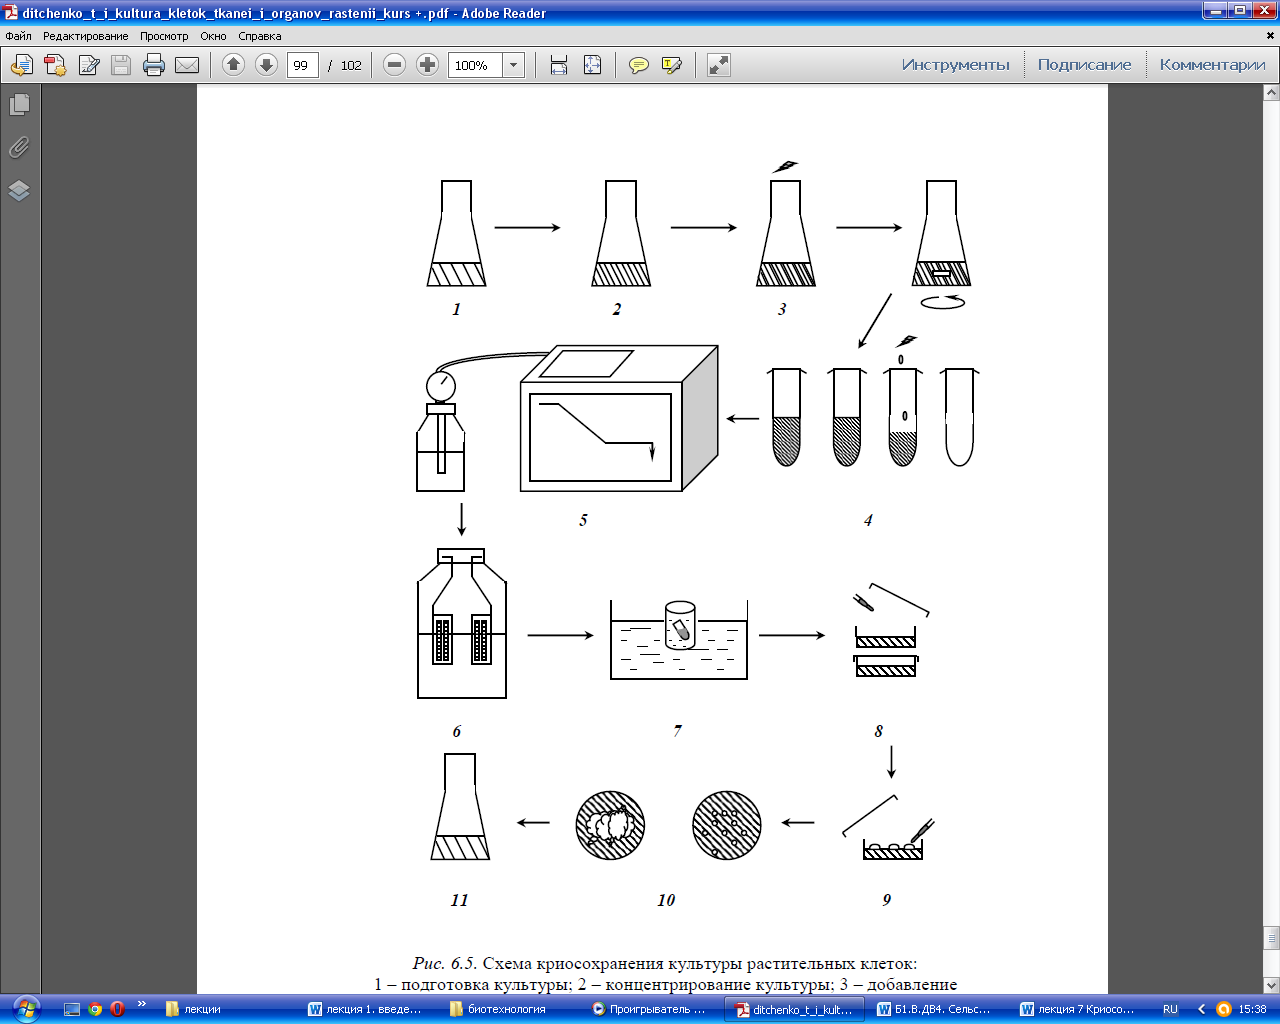 ditchenko_t_i_kultura_kletok_tkanei_i_organov_rastenii_kurs +.pdf - Adobe Reader
Файл Редактирование Просмотр Окно Справка
99 / 102 100% Инструменты Подписание Комментарии
1 2 3
5 4
6 7 8
11 10 9
Рис. 6.5. Схема криосохранения культуры растительных клеток:
1 – подготовка культуры; 2 – концентрирование культуры; 3 – добавление
» лекции лекция 1. введе... биотехнология Проигрыватель ... ditchenko_t_i_kult... Б1.В.ДВ4. Сельс... лекция 7 Криосо... RU 15:38